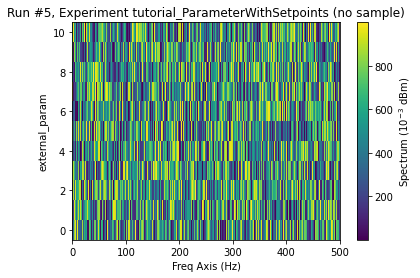 Run #5, Experiment tutorial_ParameterWithSetpoints (no sample)
10
8
6
4
2
0
external_param
0 100 200 300 400 500
Freq Axis (Hz)
800
600
400
200
Spectrum (10⁻³ dBm)